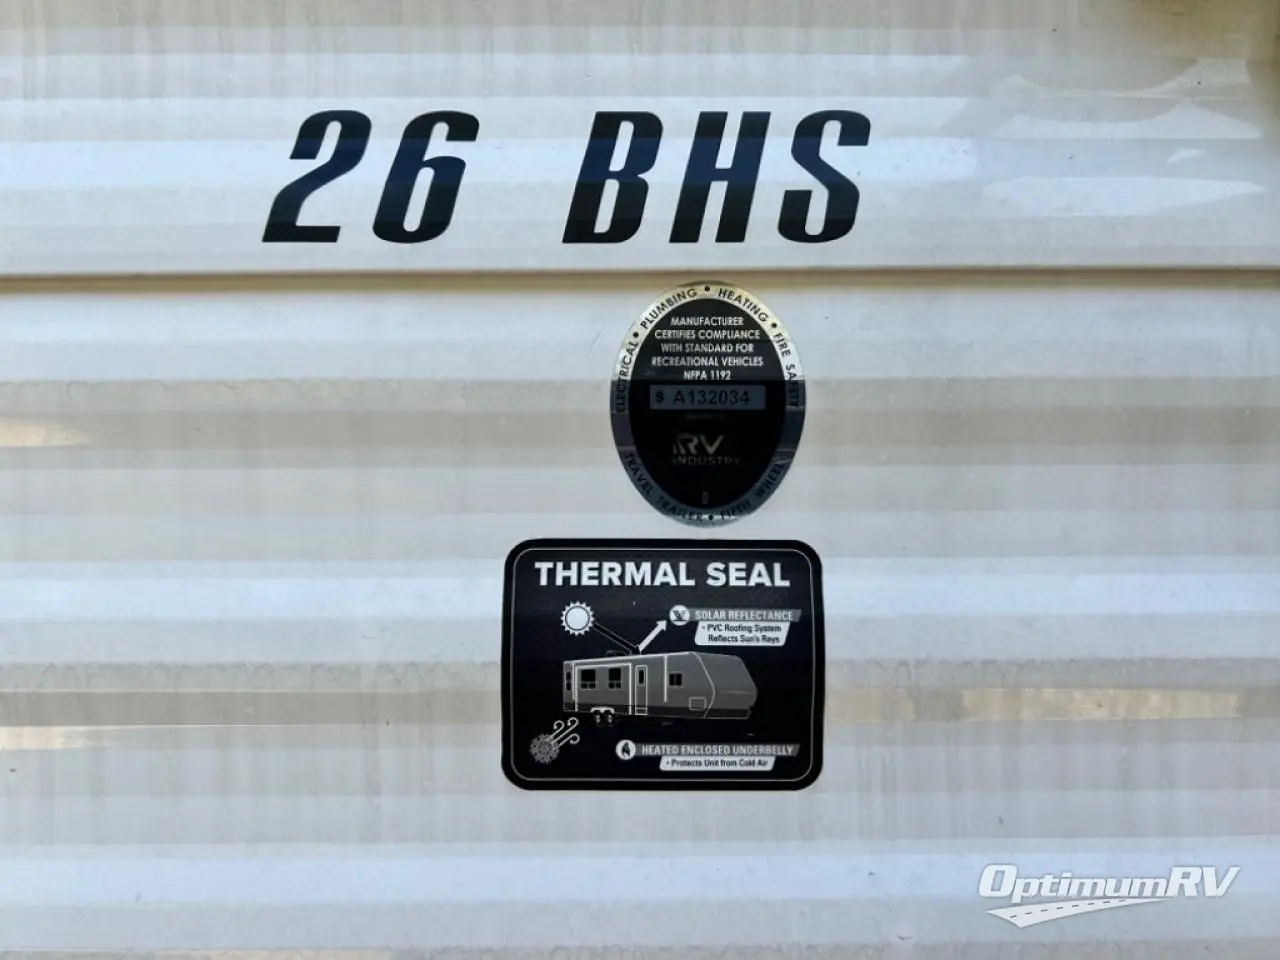 26 BHS
ELECTRICAL • PLUMBING • HEATING • FIRE SAFETY
MANUFACTURER
CERTIFIES COMPLIANCE
WITH STANDARD FOR
RECREATIONAL VEHICLES
NFPA 1192
A132034
RV
INDUSTRY
TRAVEL TRAILER • FIFTH WHEEL
THERMAL SEAL
SOLAR REFLECTANCE
• PVC Roofing System
Reflects Sun's Rays
HEATED ENCLOSED UNDERBELLY
• Protects Unit from Cold Air
OptimumRV